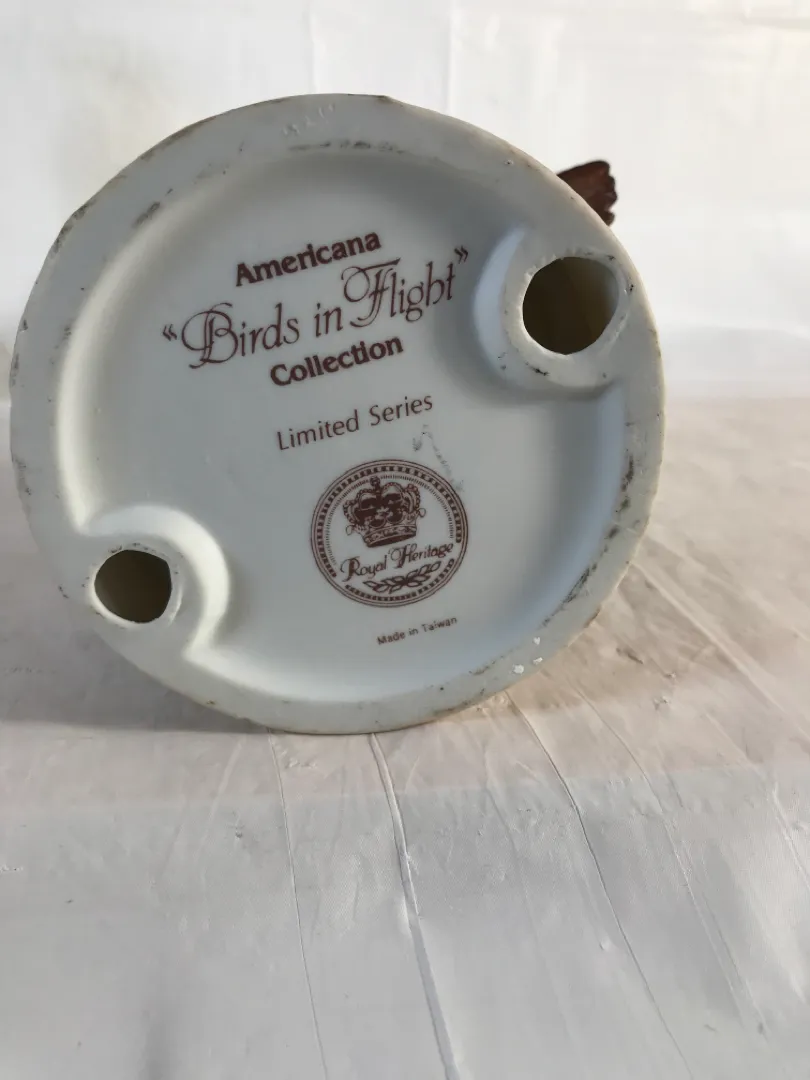 Americana
“Birds in Flight”
Collection
Limited Series
Royal Heritage
Made in Taiwan